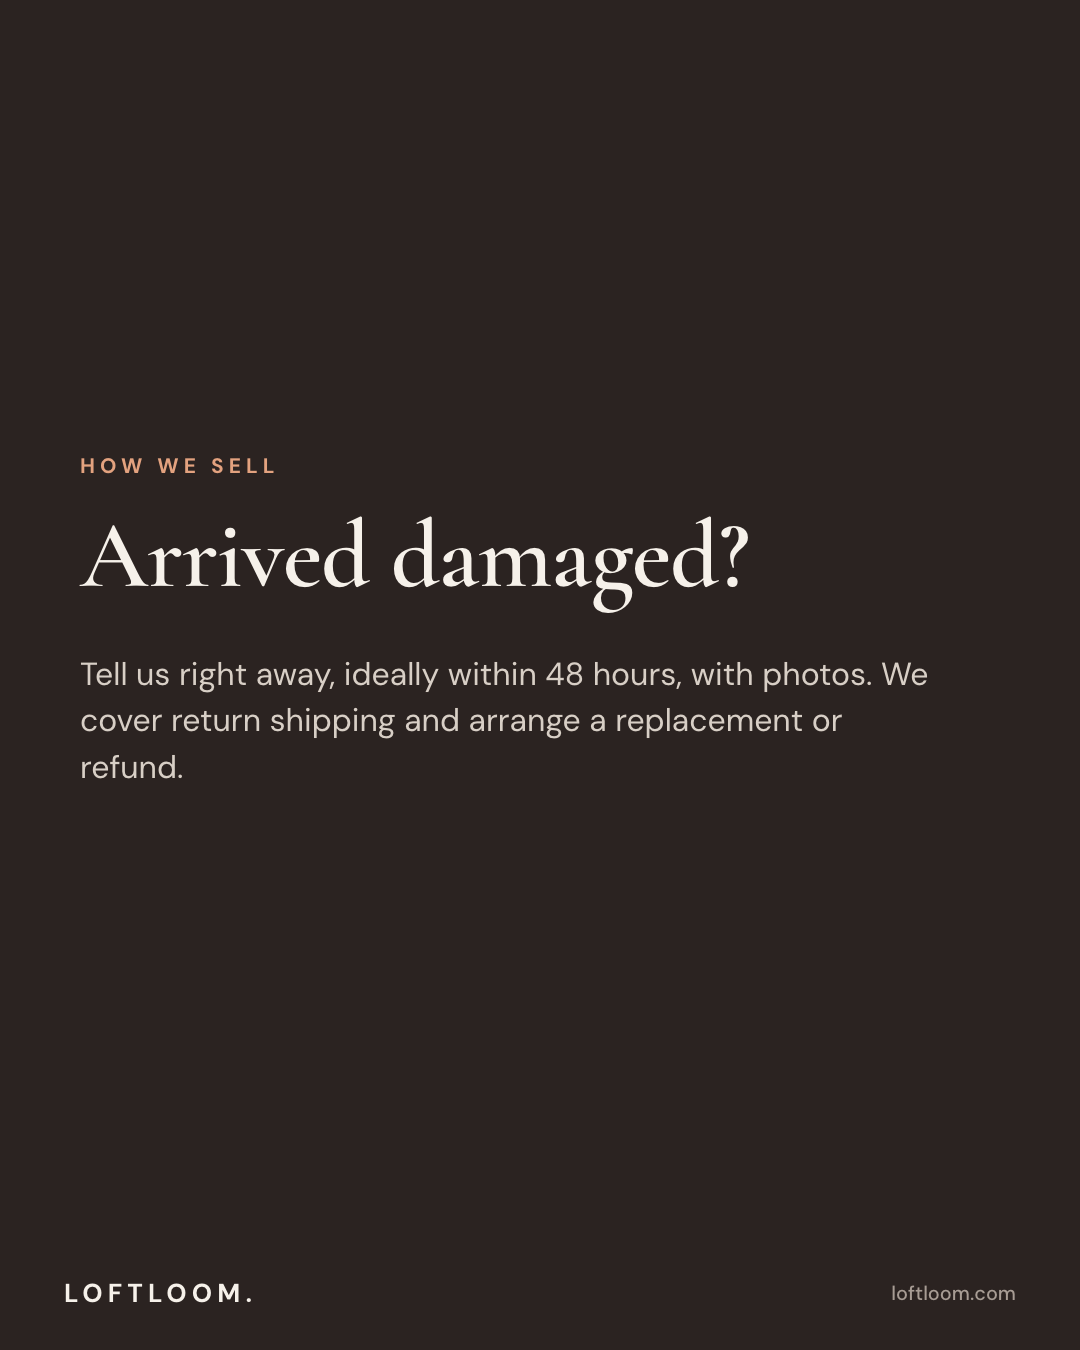 HOW WE SELL
Arrived damaged?
Tell us right away, ideally within 48 hours, with photos. We
cover return shipping and arrange a replacement or
refund.
LOFTLOOM.
loftloom.com